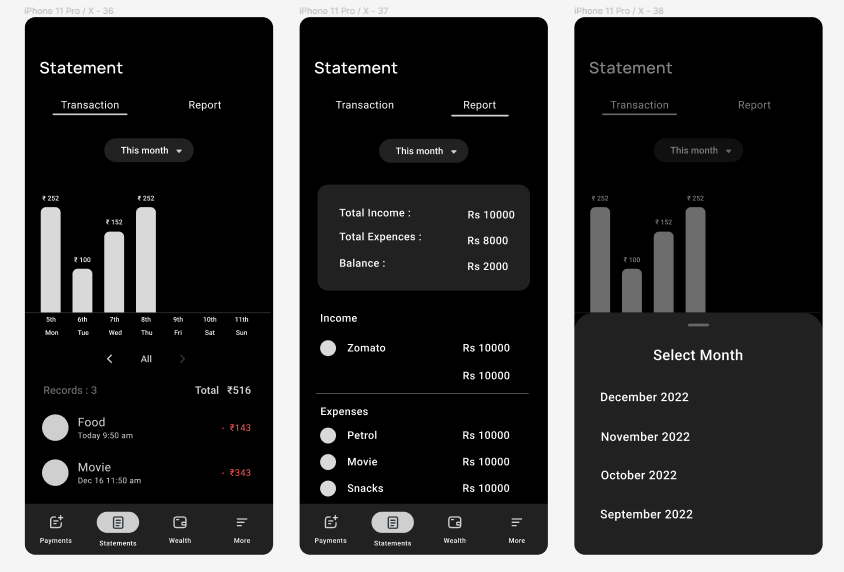 iPhone 11 Pro / X - 36
Statement
Transaction Report
This month
₹ 252 ₹ 252
₹ 152
₹ 100
5th 6th 7th 8th 9th 10th 11th
Mon Tue Wed Thu Fri Sat Sun
All
Records : 3 Total ₹516
Food
Today 9:50 am
- ₹143
Movie
Dec 16 11:50 am
- ₹343
Payments Statements Wealth More
iPhone 11 Pro / X - 37
Statement
Transaction Report
This month
Total Income : Rs 10000
Total Expences : Rs 8000
Balance : Rs 2000
Income
Zomato Rs 10000
Rs 10000
Expenses
Petrol Rs 10000
Movie Rs 10000
Snacks Rs 10000
Payments Statements Wealth More
iPhone 11 Pro / X - 38
Statement
Transaction Report
This month
₹ 252 ₹ 252
₹ 152
₹ 100
Select Month
December 2022
November 2022
October 2022
September 2022